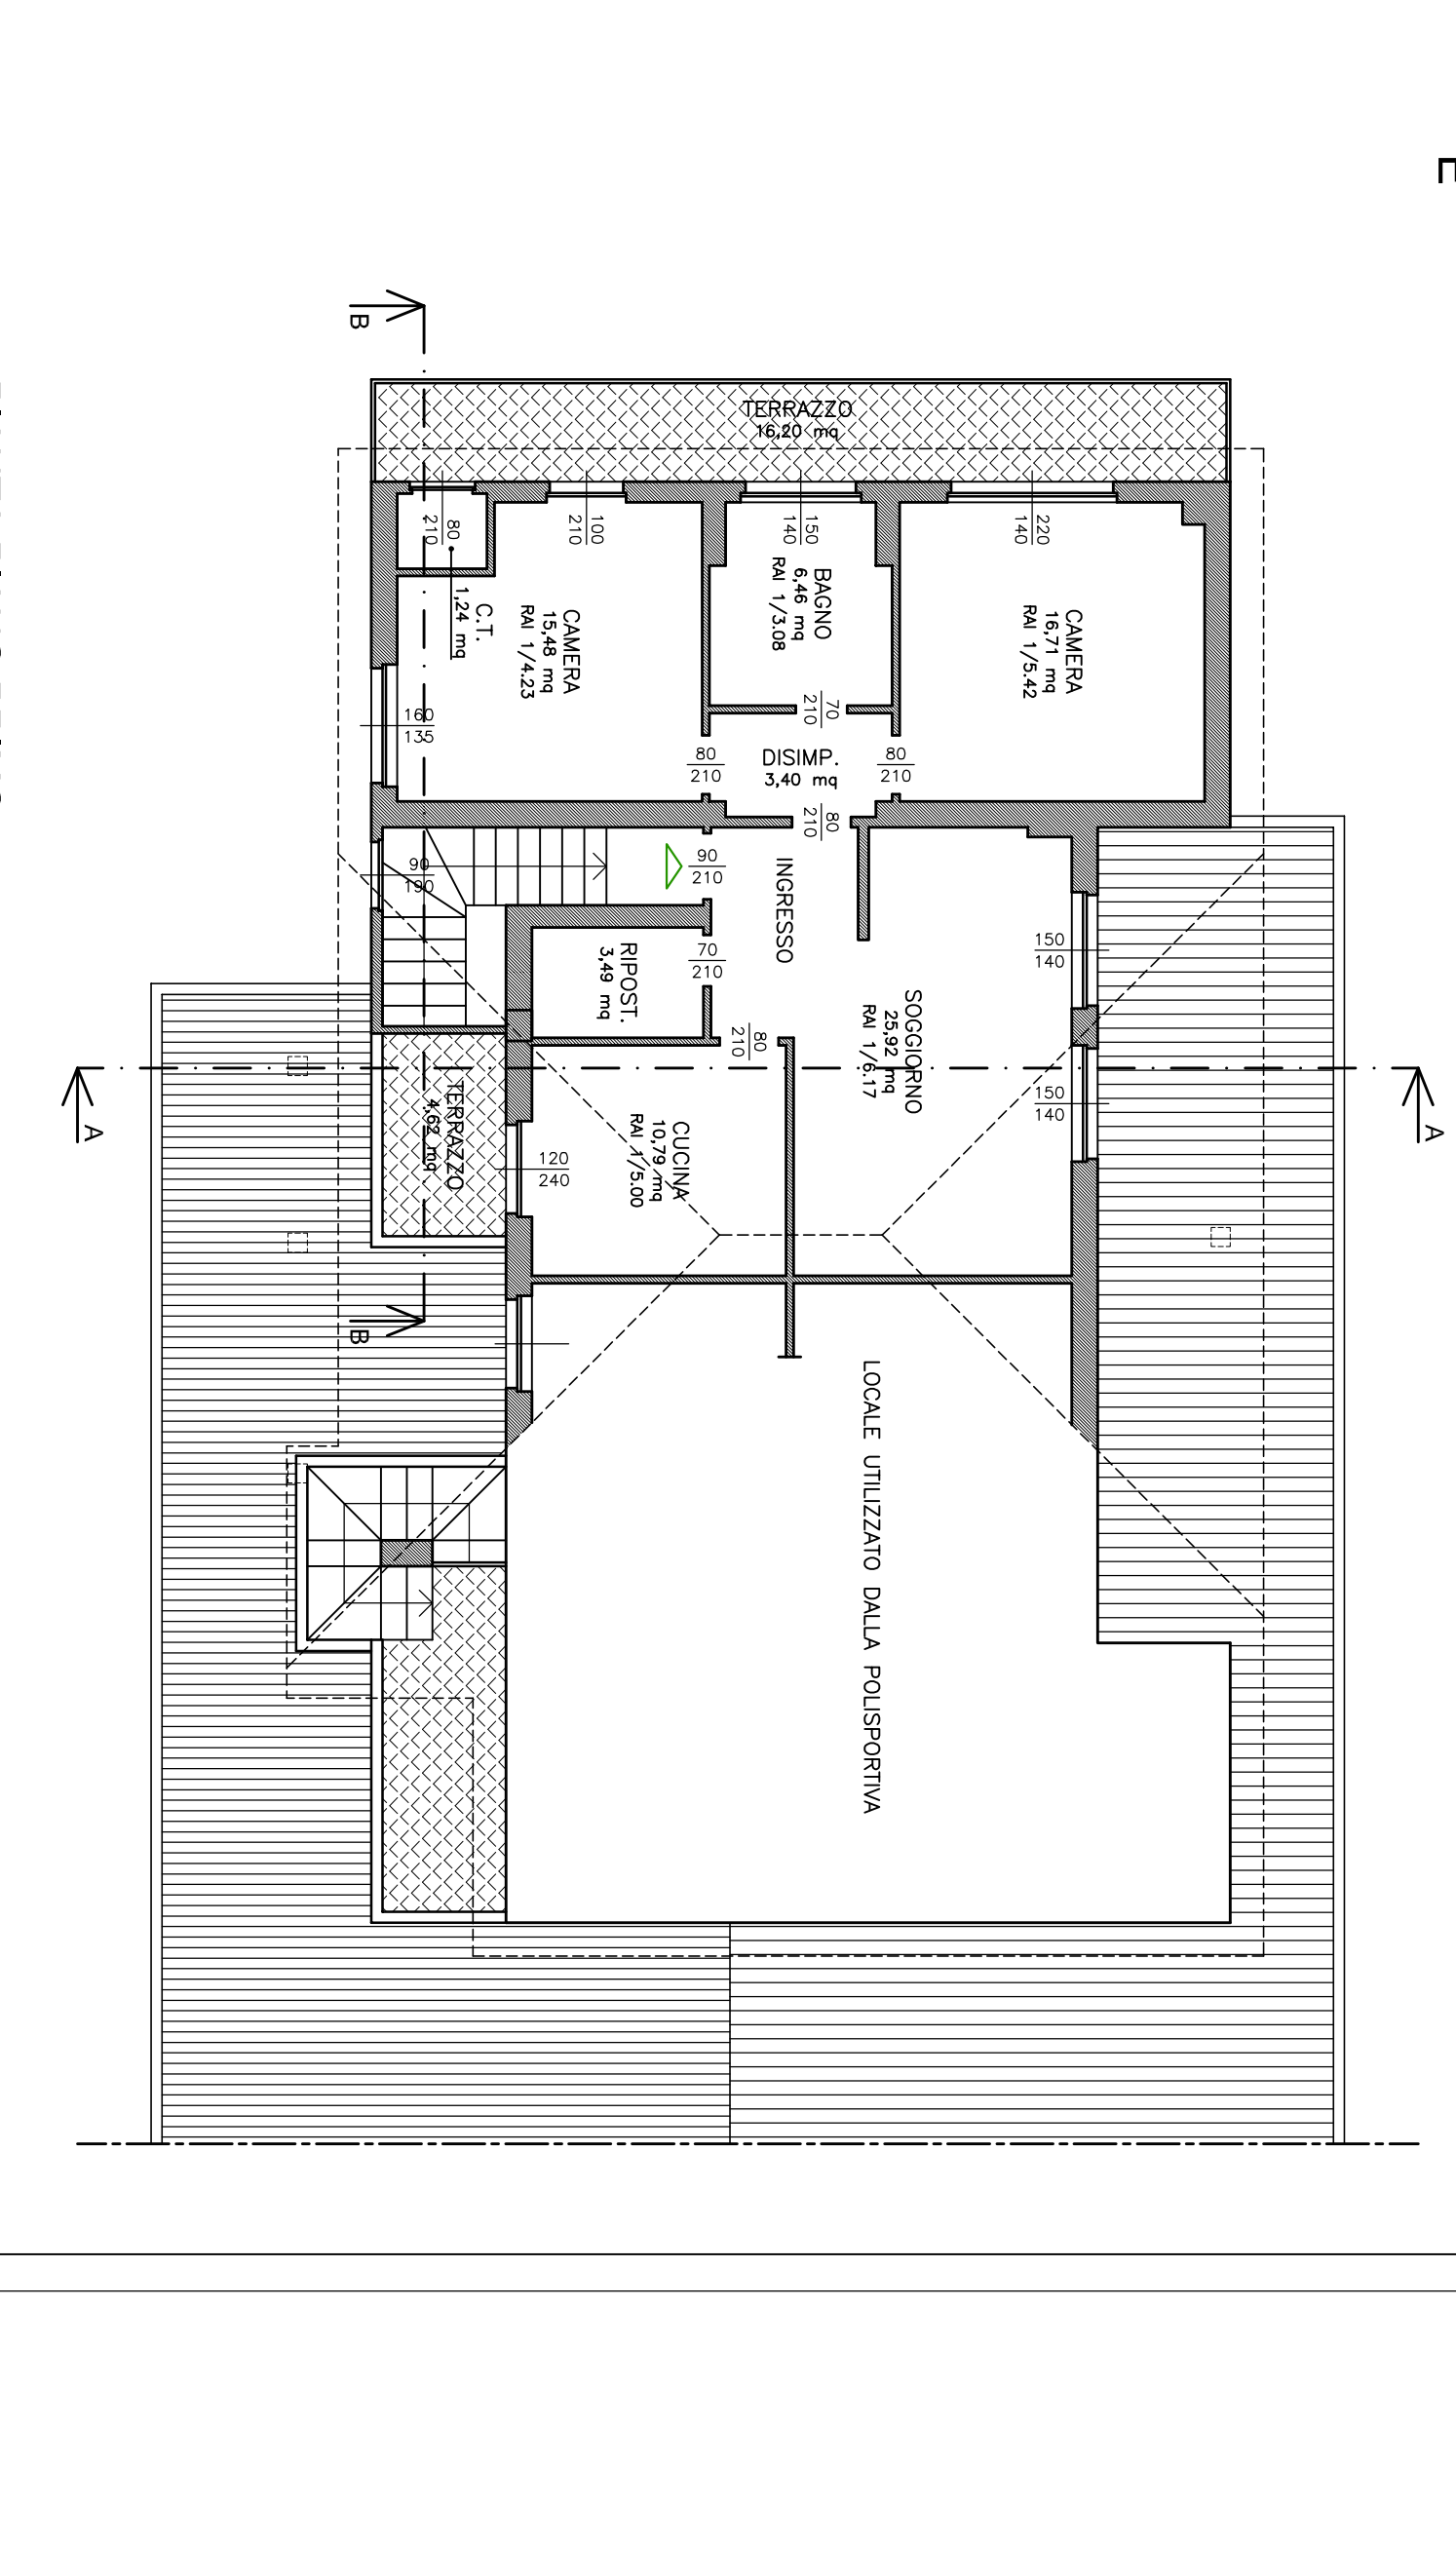 B
TERRAZZO
16,20 mq
80
210
100
210
150
140
220
140
C.T.
1,24 mq
CAMERA
15,48 mq
RAI 1/4.23
BAGNO
6,46 mq
RAI 1/3.08
CAMERA
16,71 mq
RAI 1/5.42
160
135
70
210
80
210
DISIMP.
3,40 mq
80
210
80
210
90
190
90
210
INGRESSO
RIPOST.
3,49 mq
70
210
80
210
SOGGIORNO
25,92 mq
RAI 1/6.17
150
140
150
140
A
A
TERRAZZO
4,62 mq
120
240
CUCINA
10,79 mq
RAI 1/5.00
B
LOCALE UTILIZZATO DALLA POLISPORTIVA